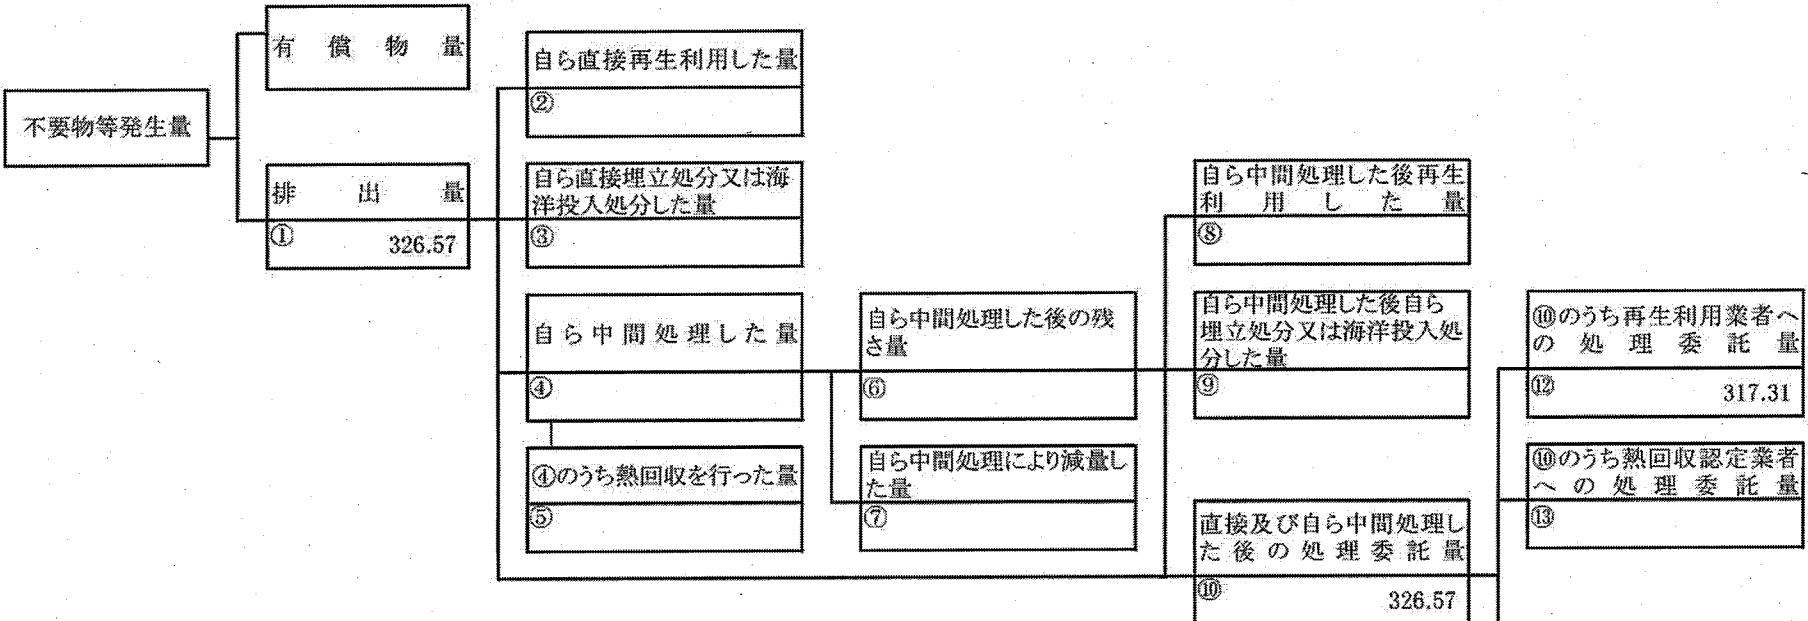 有償物量
不要物等発生量
排出量
①
326.57
自ら直接再生利用した量
②
自ら直接埋立処分又は海
洋投入処分した量
③
自ら中間処理した量
④
④のうち熱回収を行った量
⑤
自ら中間処理した後の残
さ量
⑥
自ら中間処理により減量し
た量
⑦
自ら中間処理した後再生
利用した量
⑧
自ら中間処理した後自ら
埋立処分又は海洋投入処
分した量
⑨
直接及び自ら中間処理し
た後の処理委託量
⑩
326.57
⑩のうち再生利用業者へ
の処理委託量
⑫
317.31
⑩のうち熱回収認定業者
への処理委託量
⑬